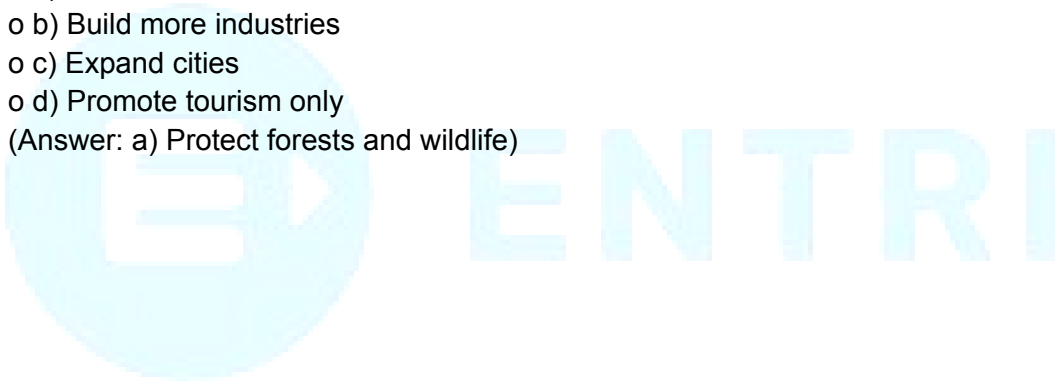 o b) Build more industries
o c) Expand cities
o d) Promote tourism only
(Answer: a) Protect forests and wildlife)
ENTRI